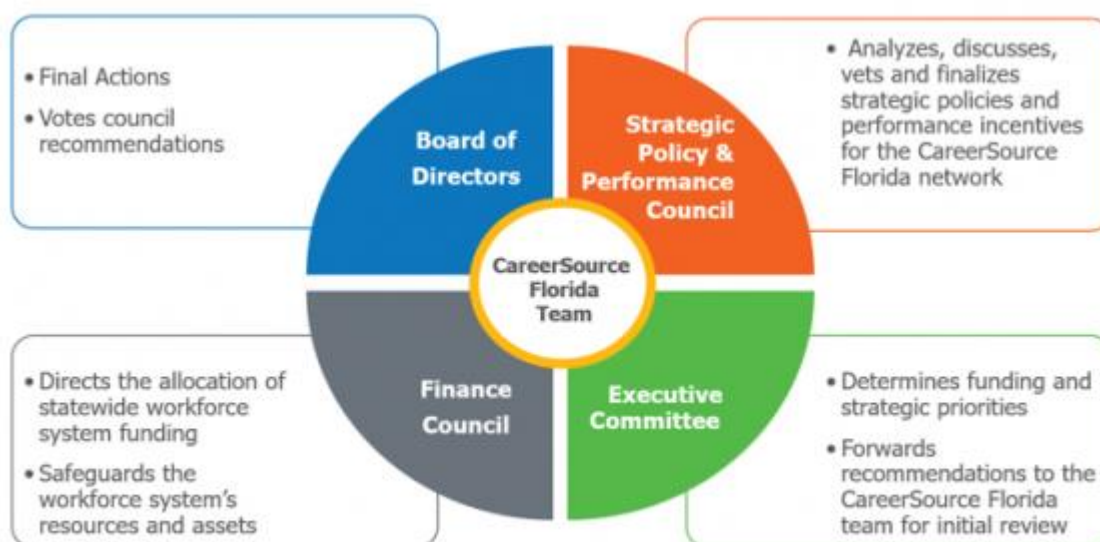 • Final Actions
• Votes council
recommendations
Board of
Directors
Strategic
Policy &
Performance
Council
• Analyzes, discusses,
vets and finalizes
strategic policies and
performance incentives
for the CareerSource
Florida network
CareerSource
Florida
Team
• Directs the allocation of
statewide workforce
system funding
• Safeguards the
workforce system's
resources and assets
Finance
Council
Executive
Committee
• Determines funding and
strategic priorities
• Forwards
recommendations to the
CareerSource Florida
team for initial review